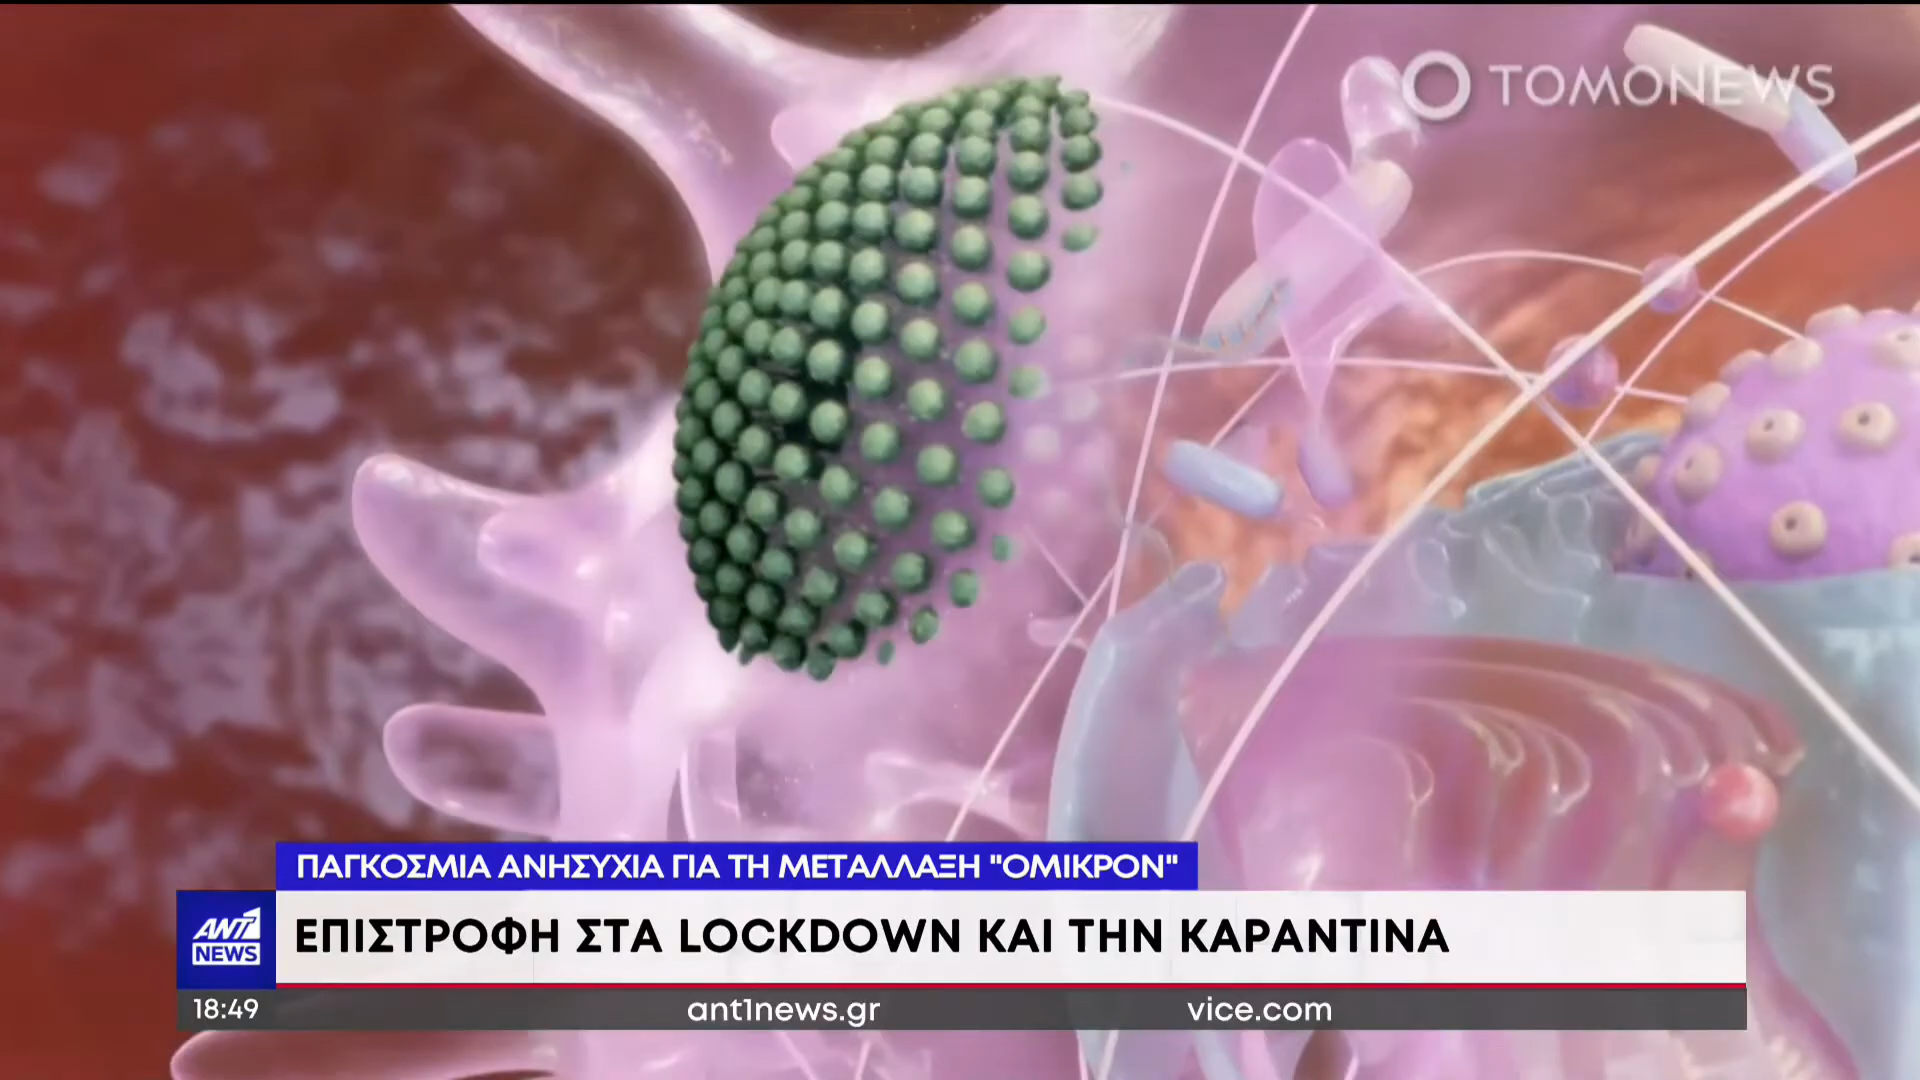 TOMONEWS
ΠΑΓΚΟΣΜΙΑ ΑΝΗΣΥΧΙΑ ΓΙΑ ΤΗ ΜΕΤΑΛΛΑΞΗ "ΟΜΙΚΡΟΝ"
ANT1 NEWS
ΕΠΙΣΤΡΟΦΗ ΣΤΑ LOCKDOWN ΚΑΙ ΤΗΝ ΚΑΡΑΝΤΙΝΑ
18:49 ant1news.gr vice.com